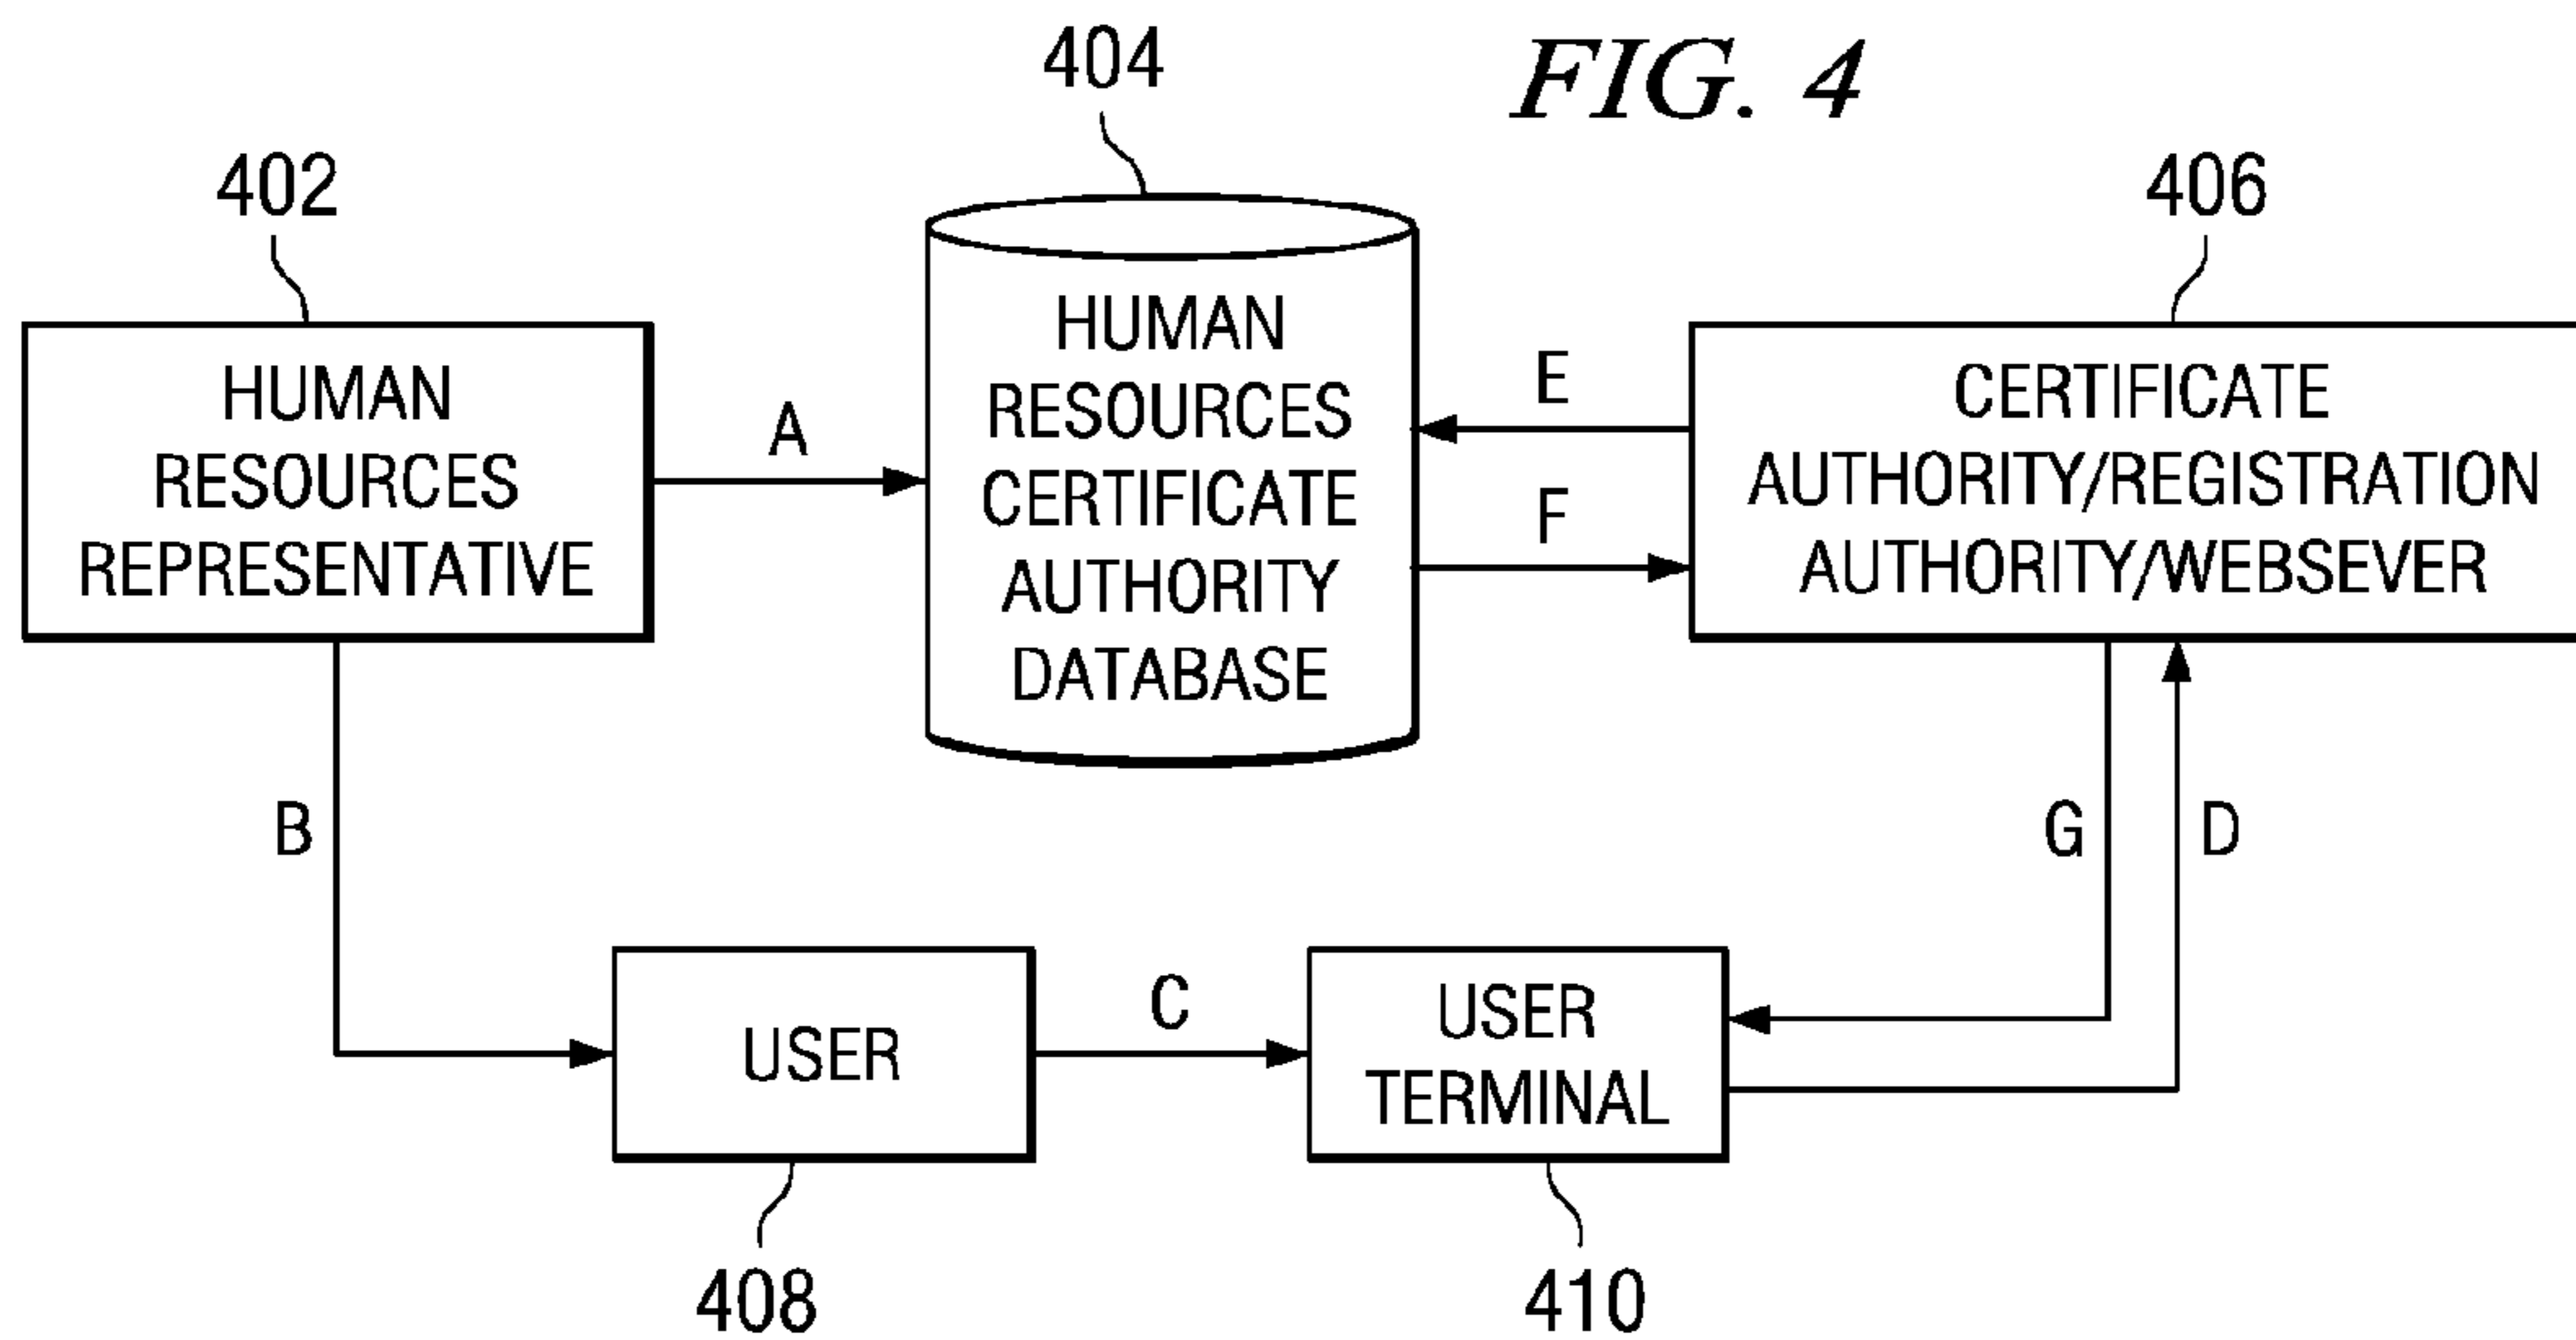 FIG. 4
404
402
406
HUMAN
RESOURCES
REPRESENTATIVE
A
HUMAN
RESOURCES
CERTIFICATE
AUTHORITY
DATABASE
E
F
CERTIFICATE
AUTHORITY/REGISTRATION
AUTHORITY/WEBSEVER
B
G
D
USER
C
USER
TERMINAL
408
410